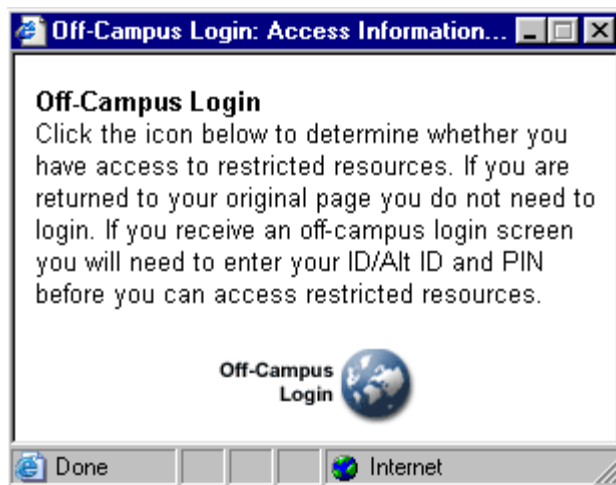 Off-Campus Login: Access Information...
Off-Campus Login
Click the icon below to determine whether you
have access to restricted resources. If you are
returned to your original page you do not need to
login. If you receive an off-campus login screen
you will need to enter your ID/Alt ID and PIN
before you can access restricted resources.
Off-Campus
Login
Done Internet